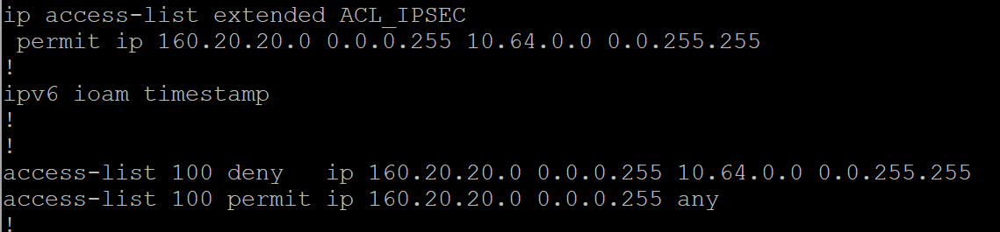 ip access-list extended ACL_IPSEC
 permit ip 160.20.20.0 0.0.0.255 10.64.0.0 0.0.255.255
!
ipv6 ioam timestamp
!
!
access-list 100 deny   ip 160.20.20.0 0.0.0.255 10.64.0.0 0.0.255.255
access-list 100 permit ip 160.20.20.0 0.0.0.255 any
!